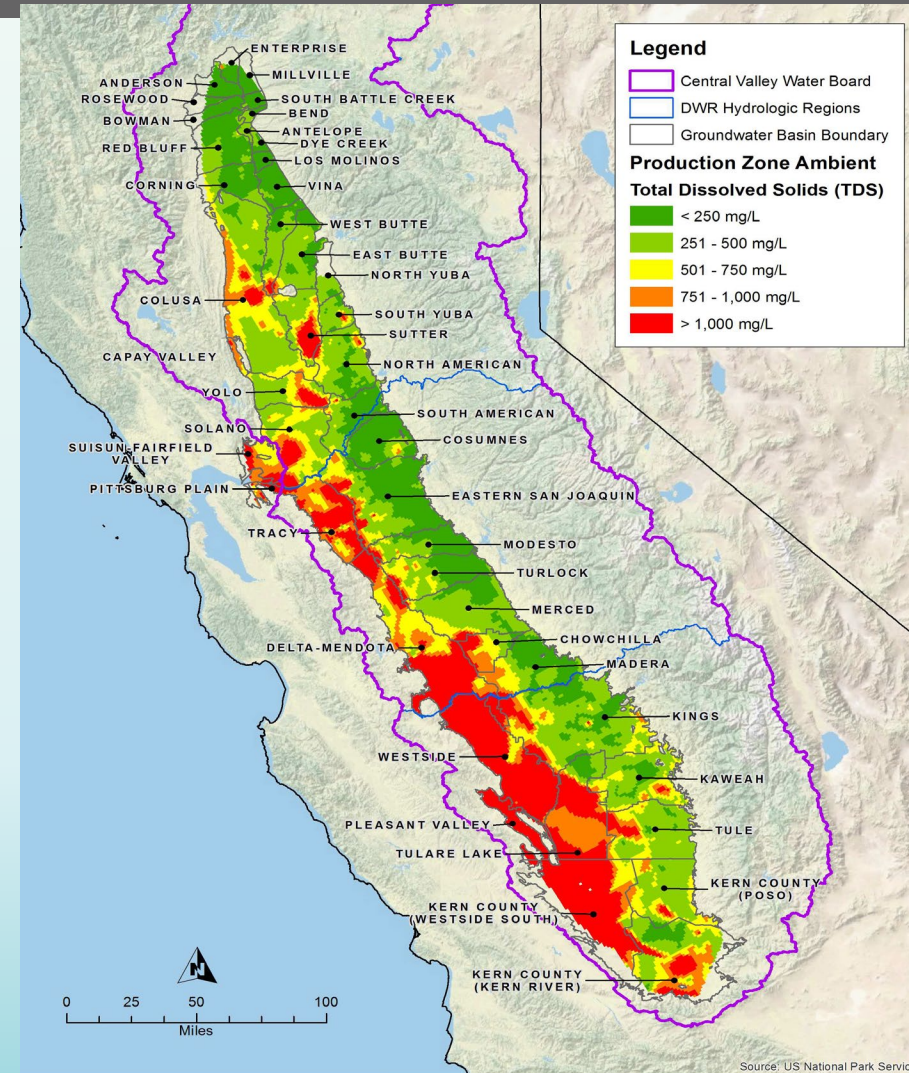 ENTERPRISE
MILLVILLE
ANDERSON
ROSEWOOD
SOUTH BATTLE CREEK
BOWMAN
BEND
ANTELOPE
DYE CREEK
RED BLUFF
LOS MOLINOS
CORNING
VINA
WEST BUTTE
EAST BUTTE
NORTH YUBA
COLUSA
SOUTH YUBA
SUTTER
CAPAY VALLEY
NORTH AMERICAN
YOLO
SOUTH AMERICAN
SOLANO
COSUMNES
SUISUN-FAIRFIELD
VALLEY
PITTSBURG PLAIN
EASTERN SAN JOAQUIN
TRACY
MODESTO
TURLOCK
MERCED
CHOWCHILLA
DELTA-MENDOTA
MADERA
KINGS
WESTSIDE
KAWEAH
PLEASANT VALLEY
TULE
TULARE LAKE
KERN COUNTY
(POSO)
KERN COUNTY
(WESTSIDE SOUTH)
KERN COUNTY
(KERN RIVER)
Legend
Central Valley Water Board
DWR Hydrologic Regions
Groundwater Basin Boundary
Production Zone Ambient
Total Dissolved Solids (TDS)
< 250 mg/L
251 - 500 mg/L
501 - 750 mg/L
751 - 1,000 mg/L
> 1,000 mg/L
N
0 25 50 100
Miles
Source: US National Park Servic